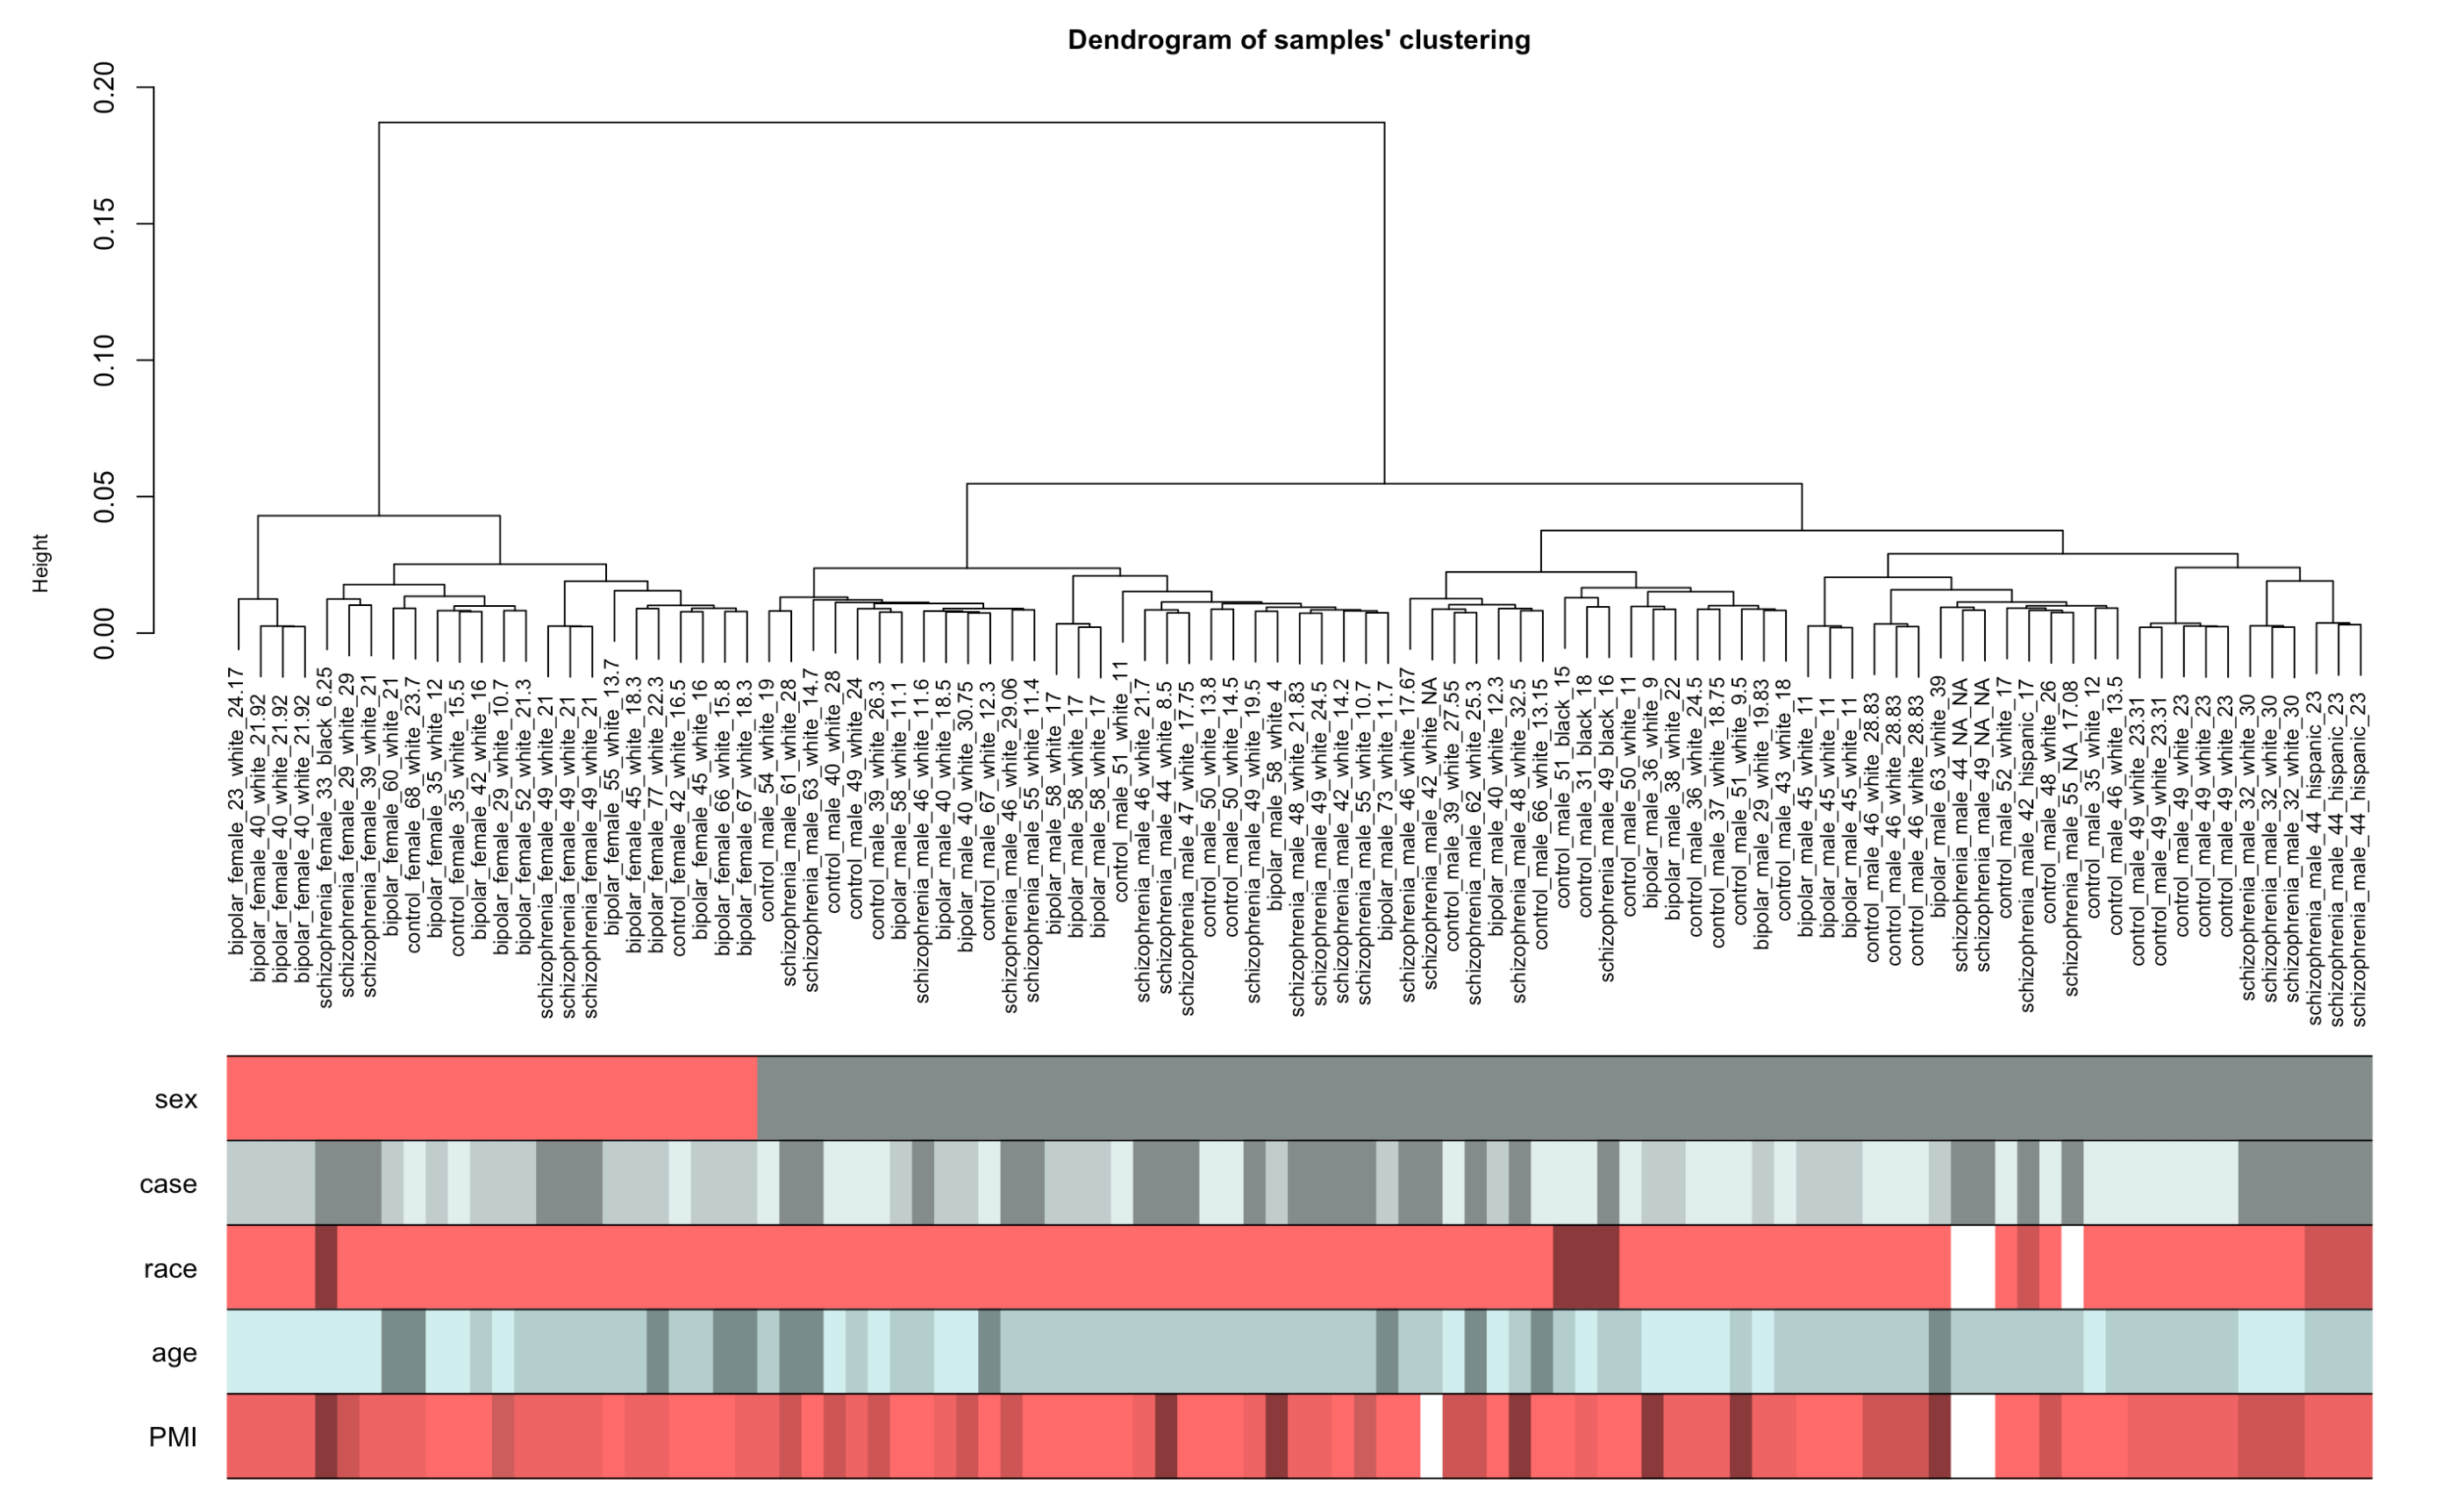 Dendrogram of samples' clustering
0.20
0.15
0.10
0.05
0.00
Height
bipolar_female_23_white_24.17
bipolar_female_40_white_21.92
bipolar_female_40_white_21.92
bipolar_female_40_white_21.92
schizophrenia_female_33_black_6.25
schizophrenia_female_29_white_29
schizophrenia_female_39_white_21
bipolar_female_60_white_21
control_female_68_white_23.7
bipolar_female_35_white_12
control_female_35_white_15.5
bipolar_female_42_white_16
bipolar_female_29_white_10.7
bipolar_female_52_white_21.3
schizophrenia_female_49_white_21
schizophrenia_female_49_white_21
schizophrenia_female_49_white_21
bipolar_female_55_white_13.7
bipolar_female_45_white_18.3
bipolar_female_77_white_22.3
control_female_42_white_16.5
bipolar_female_45_white_16
bipolar_female_66_white_15.8
bipolar_female_67_white_18.3
control_male_54_white_19
schizophrenia_male_61_white_28
schizophrenia_male_63_white_14.7
control_male_40_white_28
control_male_49_white_24
control_male_39_white_26.3
bipolar_male_58_white_11.1
schizophrenia_male_46_white_11.6
bipolar_male_40_white_18.5
bipolar_male_40_white_30.75
control_male_67_white_12.3
schizophrenia_male_46_white_29.06
schizophrenia_male_55_white_11.4
bipolar_male_58_white_17
bipolar_male_58_white_17
bipolar_male_58_white_17
control_male_51_white_11
schizophrenia_male_46_white_21.7
schizophrenia_male_44_white_8.5
schizophrenia_male_47_white_17.75
control_male_50_white_13.8
control_male_50_white_14.5
schizophrenia_male_49_white_19.5
bipolar_male_58_white_4
schizophrenia_male_48_white_21.83
schizophrenia_male_49_white_24.5
schizophrenia_male_42_white_14.2
schizophrenia_male_55_white_10.7
bipolar_male_73_white_11.7
schizophrenia_male_46_white_17.67
schizophrenia_male_42_white_NA
control_male_39_white_27.55
schizophrenia_male_62_white_25.3
bipolar_male_40_white_12.3
schizophrenia_male_48_white_32.5
control_male_66_white_13.15
control_male_51_black_15
control_male_31_black_18
schizophrenia_male_49_black_16
control_male_50_white_11
bipolar_male_36_white_9
bipolar_male_38_white_22
control_male_36_white_24.5
control_male_37_white_18.75
control_male_51_white_9.5
bipolar_male_29_white_19.83
control_male_43_white_18
bipolar_male_45_white_11
bipolar_male_45_white_11
bipolar_male_45_white_11
control_male_46_white_28.83
control_male_46_white_28.83
control_male_46_white_28.83
bipolar_male_63_white_39
schizophrenia_male_44_NA_NA
schizophrenia_male_49_NA_NA
control_male_52_white_17
schizophrenia_male_42_hispanic_17
control_male_48_white_26
schizophrenia_male_55_NA_17.08
control_male_35_white_12
control_male_46_white_13.5
control_male_49_white_23.31
control_male_49_white_23.31
control_male_49_white_23
control_male_49_white_23
control_male_49_white_23
schizophrenia_male_32_white_30
schizophrenia_male_32_white_30
schizophrenia_male_32_white_30
schizophrenia_male_44_hispanic_23
schizophrenia_male_44_hispanic_23
schizophrenia_male_44_hispanic_23
sex
case
race
age
PMI